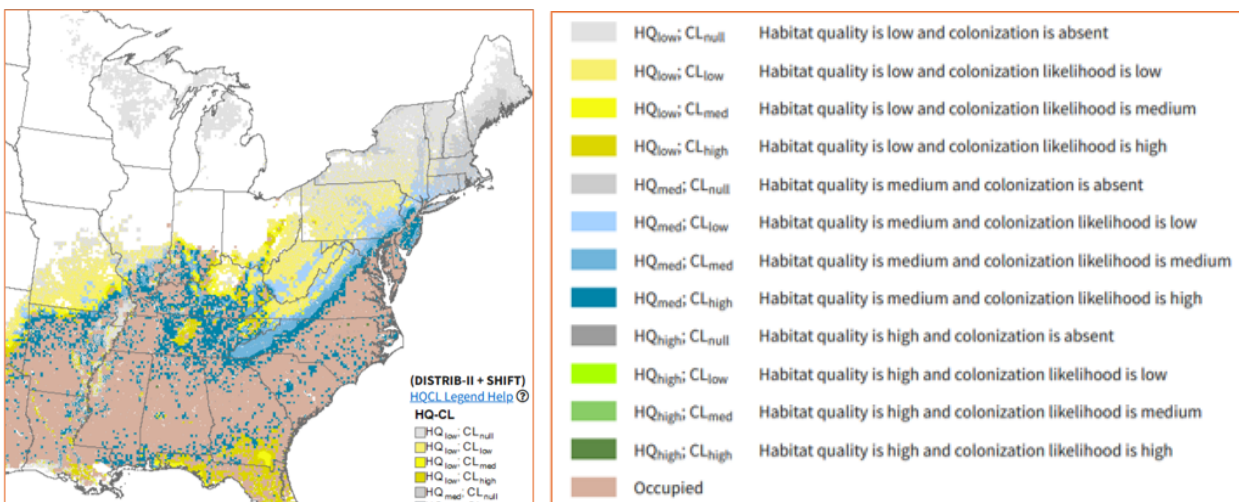 (DISTRIB-II + SHIFT)
HQCL Legend Help ?
HQ-CL
HQlow; CLnull
HQlow; CLlow
HQlow; CLmed
HQlow; CLhigh
HQmed; CLnull
HQlow; CLnull Habitat quality is low and colonization is absent
HQlow; CLlow Habitat quality is low and colonization likelihood is low
HQlow; CLmed Habitat quality is low and colonization likelihood is medium
HQlow; CLhigh Habitat quality is low and colonization likelihood is high
HQmed; CLnull Habitat quality is medium and colonization is absent
HQmed; CLlow Habitat quality is medium and colonization likelihood is low
HQmed; CLmed Habitat quality is medium and colonization likelihood is medium
HQmed; CLhigh Habitat quality is medium and colonization likelihood is high
HQhigh; CLnull Habitat quality is high and colonization is absent
HQhigh; CLlow Habitat quality is high and colonization likelihood is low
HQhigh; CLmed Habitat quality is high and colonization likelihood is medium
HQhigh; CLhigh Habitat quality is high and colonization likelihood is high
Occupied